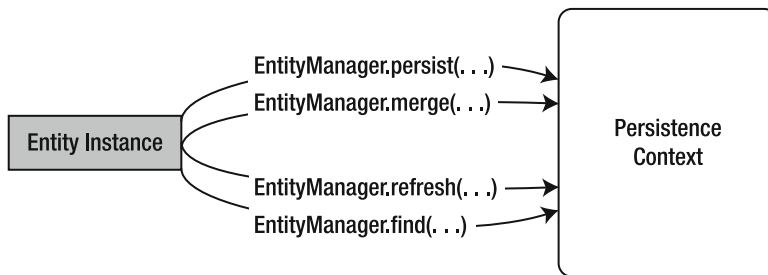 EntityManager.persist(. . .)
EntityManager.merge(. . .)
Entity Instance
Persistence
Context
EntityManager.refresh(. . .)
EntityManager.find(. . .)